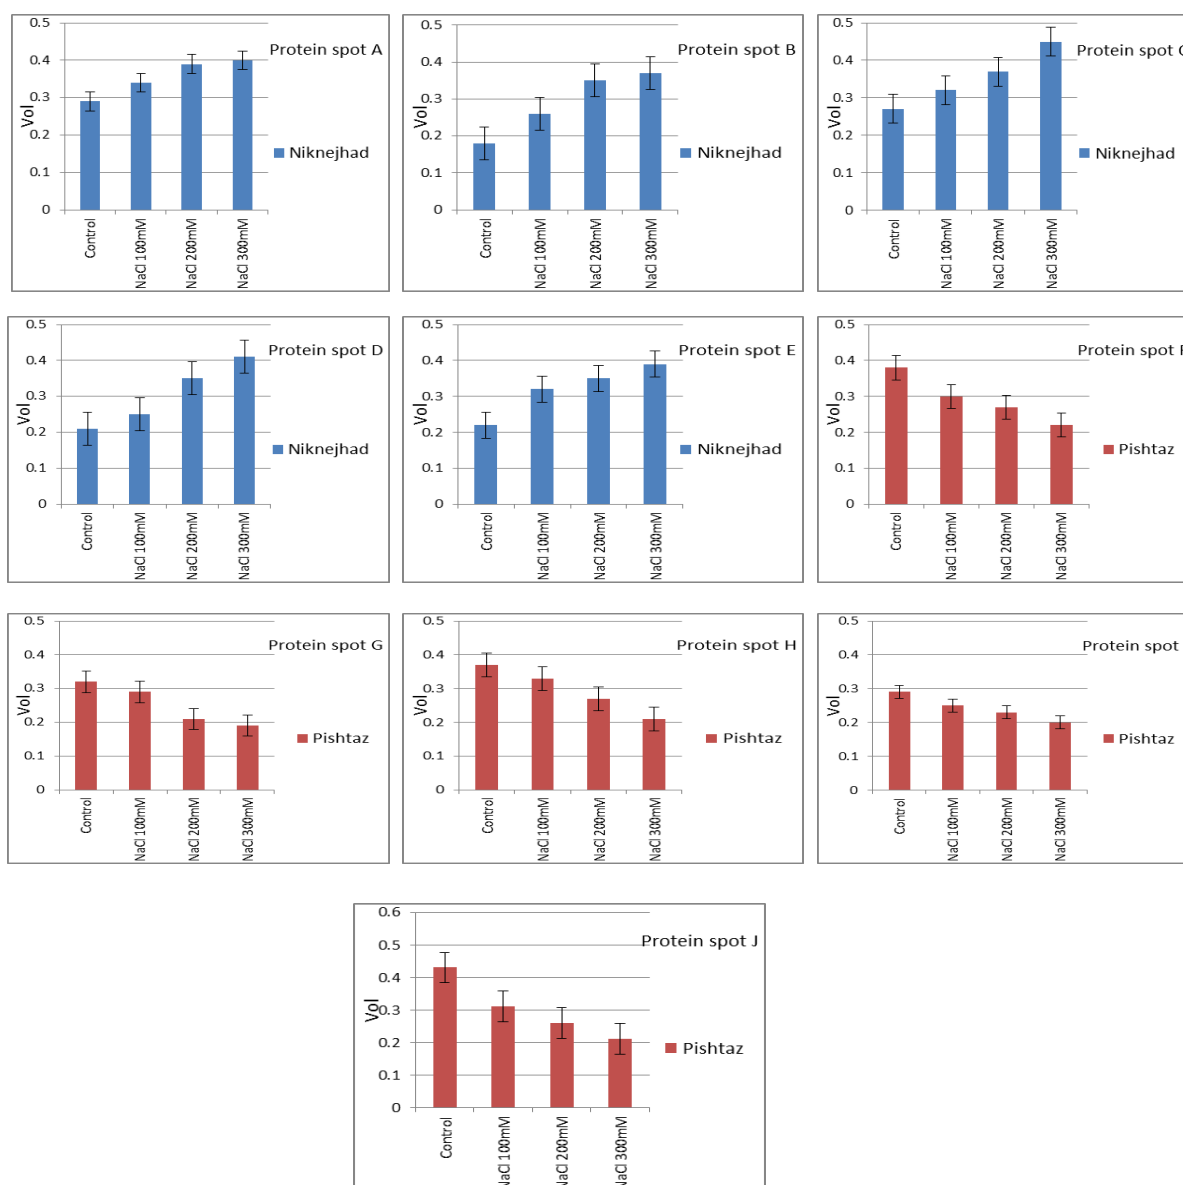 Protein spot A
Vol
0.5
0.4
0.3
0.2
0.1
0
Control
NaCl 100mM
NaCl 200mM
NaCl 300mM
Niknejhad
Protein spot B
Vol
0.5
0.4
0.3
0.2
0.1
0
Control
NaCl 100mM
NaCl 200mM
NaCl 300mM
Niknejhad
Protein spot
Vol
0.5
0.4
0.3
0.2
0.1
0
Control
NaCl 100mM
NaCl 200mM
NaCl 300mM
Niknejhad
Protein spot D
Vol
0.5
0.4
0.3
0.2
0.1
0
Control
NaCl 100mM
NaCl 200mM
NaCl 300mM
Niknejhad
Protein spot E
Vol
0.5
0.4
0.3
0.2
0.1
0
Control
NaCl 100mM
NaCl 200mM
NaCl 300mM
Niknejhad
Protein spot
Vol
0.5
0.4
0.3
0.2
0.1
0
Control
NaCl 100mM
NaCl 200mM
NaCl 300mM
Pishtaz
Protein spot G
Vol
0.5
0.4
0.3
0.2
0.1
0
Control
NaCl 100mM
NaCl 200mM
NaCl 300mM
Pishtaz
Protein spot H
Vol
0.5
0.4
0.3
0.2
0.1
0
Control
NaCl 100mM
NaCl 200mM
NaCl 300mM
Pishtaz
Protein spot
Vol
0.5
0.4
0.3
0.2
0.1
0
Control
NaCl 100mM
NaCl 200mM
NaCl 300mM
Pishtaz
Protein spot J
Vol
0.6
0.5
0.4
0.3
0.2
0.1
0
Control
NaCl 100mM
NaCl 200mM
NaCl 300mM
Pishtaz